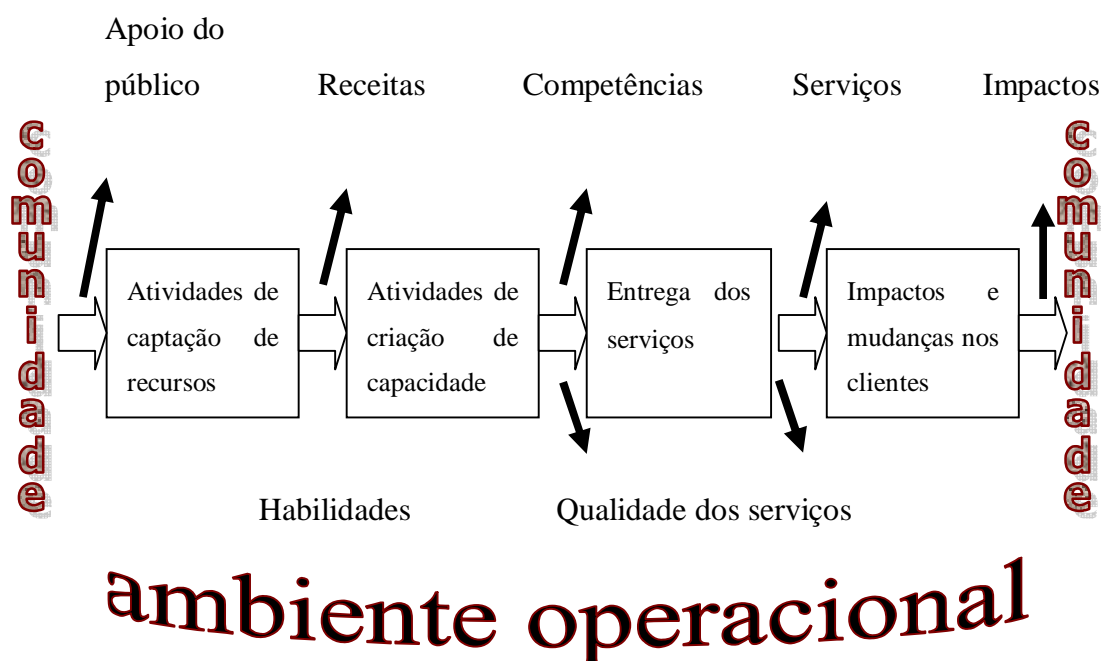 Apoio do
público Receitas Competências Serviços Impactos
comunidade
Atividades de
captação de
recursos
Atividades de
criação de
capacidade
Entrega dos
serviços
Impactos e
mudanças nos
clientes
comunidade
Habilidades Qualidade dos serviços
ambiente operacional